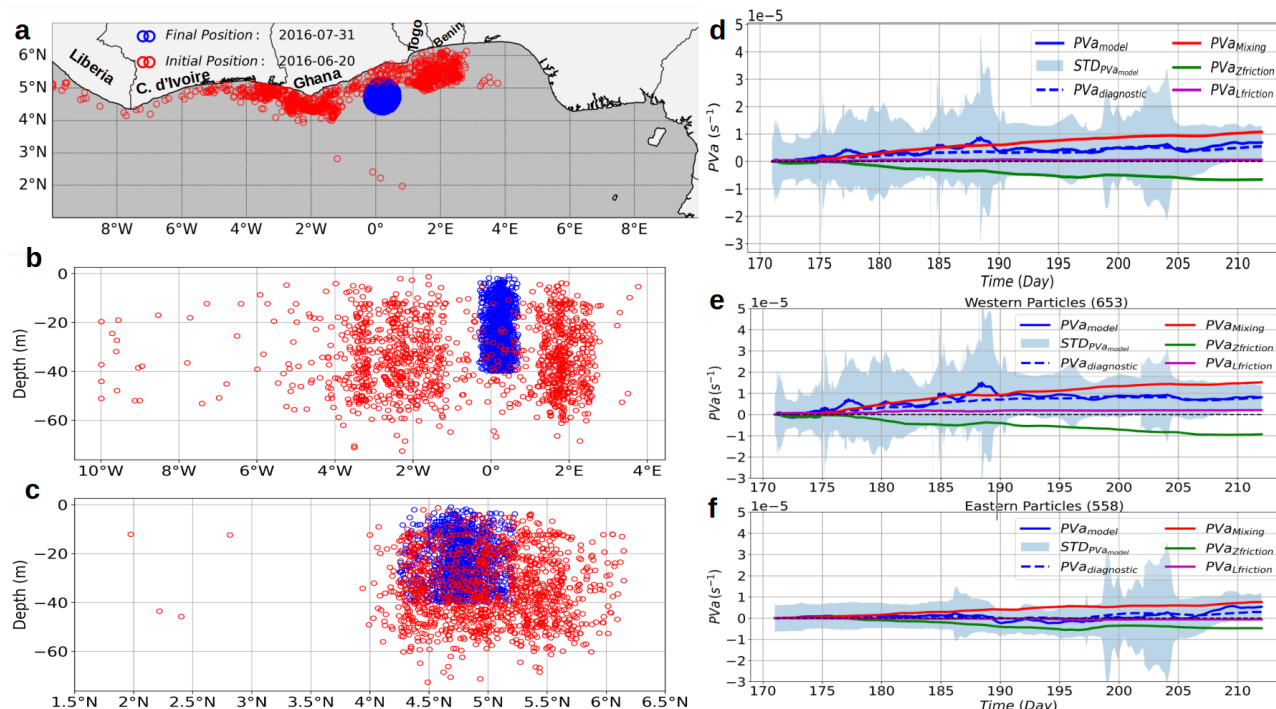 a
Final Position : 2016-07-31
Initial Position : 2016-06-20
Liberia
C. d'Ivoire
Ghana
Togo
Benin
6°N
5°N
4°N
3°N
2°N
8°W 6°W 4°W 2°W 0° 2°E 4°E 6°E 8°E
b
Depth (m)
0
−20
−40
−60
10°W 8°W 6°W 4°W 2°W 0° 2°E 4°E
c
Depth (m)
0
−20
−40
−60
1.5°N 2°N 2.5°N 3°N 3.5°N 4°N 4.5°N 5°N 5.5°N 6°N 6.5°N
d
1e−5
PVa (s⁻¹)
5
4
3
2
1
0
−1
−2
−3
PVa_model
STD_PVa_model
PVa_diagnostic
PVa_Mixing
PVa_Zfriction
PVa_Lfriction
170 175 180 185 190 195 200 205 210
Time (Day)
e
1e−5
Western Particles (653)
PVa (s⁻¹)
5
4
3
2
1
0
−1
−2
−3
PVa_model
STD_PVa_model
PVa_diagnostic
PVa_Mixing
PVa_Zfriction
PVa_Lfriction
170 175 180 185 190 195 200 205 210
f
1e−5
Eastern Particles (558)
PVa (s⁻¹)
5
4
3
2
1
0
−1
−2
−3
PVa_model
STD_PVa_model
PVa_diagnostic
PVa_Mixing
PVa_Zfriction
PVa_Lfriction
170 175 180 185 190 195 200 205 210
Time (Day)